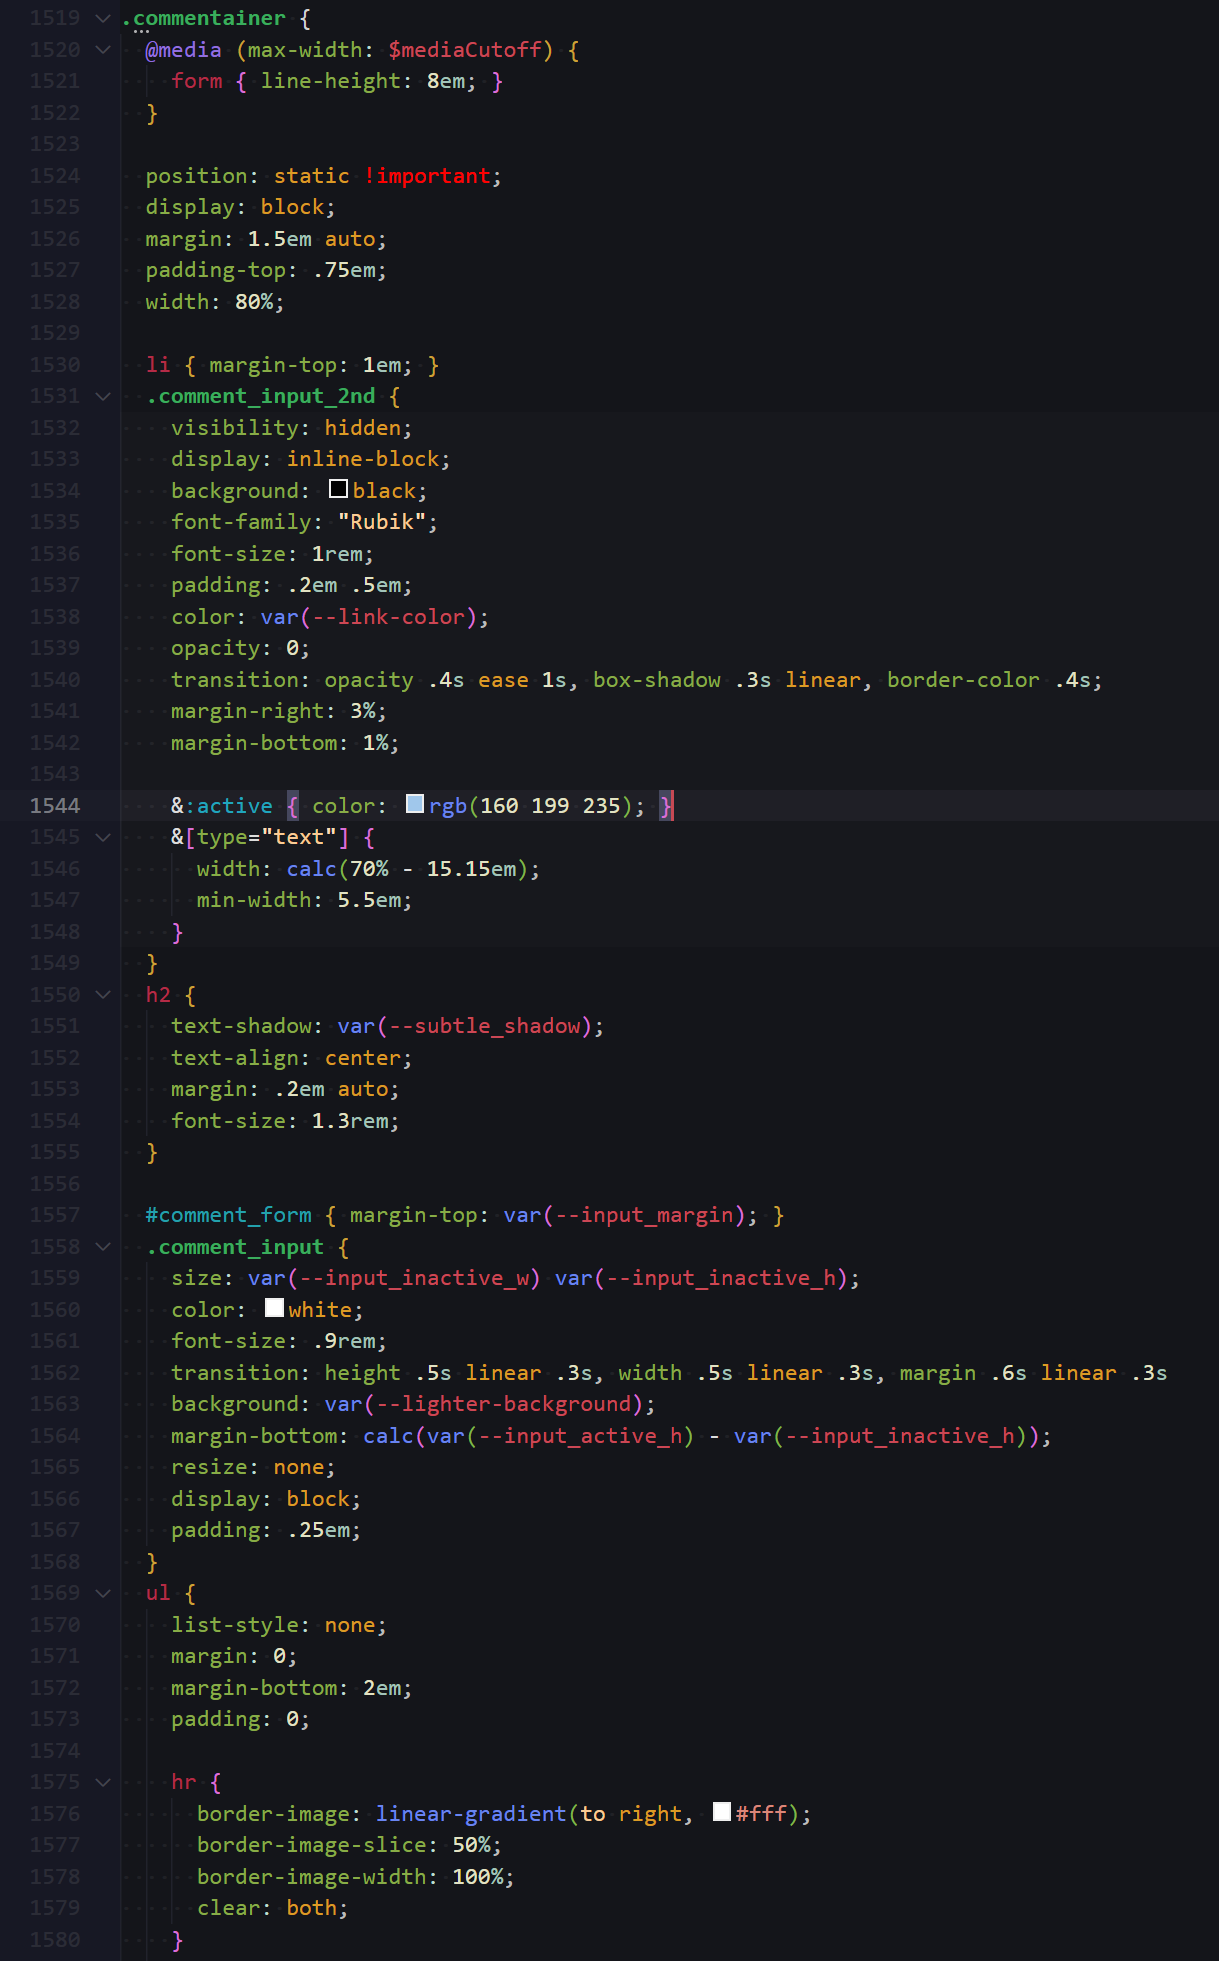 1519 .commentainer {
1520 @media (max-width: $mediaCutoff) {
1521 form { line-height: 8em; }
1522 }
1523
1524 position: static !important;
1525 display: block;
1526 margin: 1.5em auto;
1527 padding-top: .75em;
1528 width: 80%;
1529
1530 li { margin-top: 1em; }
1531 .comment_input_2nd {
1532 visibility: hidden;
1533 display: inline-block;
1534 background: black;
1535 font-family: "Rubik";
1536 font-size: 1rem;
1537 padding: .2em .5em;
1538 color: var(--link-color);
1539 opacity: 0;
1540 transition: opacity .4s ease 1s, box-shadow .3s linear, border-color .4s;
1541 margin-right: 3%;
1542 margin-bottom: 1%;
1543
1544 &:active { color: rgb(160 199 235); }
1545 &[type="text"] {
1546 width: calc(70% - 15.15em);
1547 min-width: 5.5em;
1548 }
1549 }
1550 h2 {
1551 text-shadow: var(--subtle_shadow);
1552 text-align: center;
1553 margin: .2em auto;
1554 font-size: 1.3rem;
1555 }
1556
1557 #comment_form { margin-top: var(--input_margin); }
1558 .comment_input {
1559 size: var(--input_inactive_w) var(--input_inactive_h);
1560 color: white;
1561 font-size: .9rem;
1562 transition: height .5s linear .3s, width .5s linear .3s, margin .6s linear .3s
1563 background: var(--lighter-background);
1564 margin-bottom: calc(var(--input_active_h) - var(--input_inactive_h));
1565 resize: none;
1566 display: block;
1567 padding: .25em;
1568 }
1569 ul {
1570 list-style: none;
1571 margin: 0;
1572 margin-bottom: 2em;
1573 padding: 0;
1574
1575 hr {
1576 border-image: linear-gradient(to right, #fff);
1577 border-image-slice: 50%;
1578 border-image-width: 100%;
1579 clear: both;
1580 }